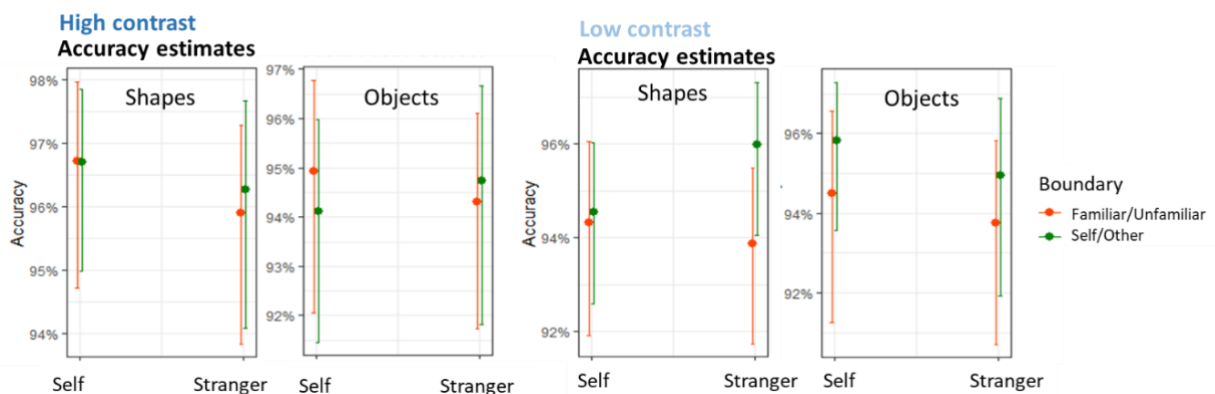 High contrast
Accuracy estimates
Shapes
Objects
98%
97%
96%
95%
94%
Accuracy
97%
96%
95%
94%
93%
92%
Self
Stranger
Self
Stranger
Low contrast
Accuracy estimates
Shapes
Objects
96%
94%
92%
Accuracy
96%
94%
92%
Self
Stranger
Self
Stranger
Boundary
Familiar/Unfamiliar
Self/Other